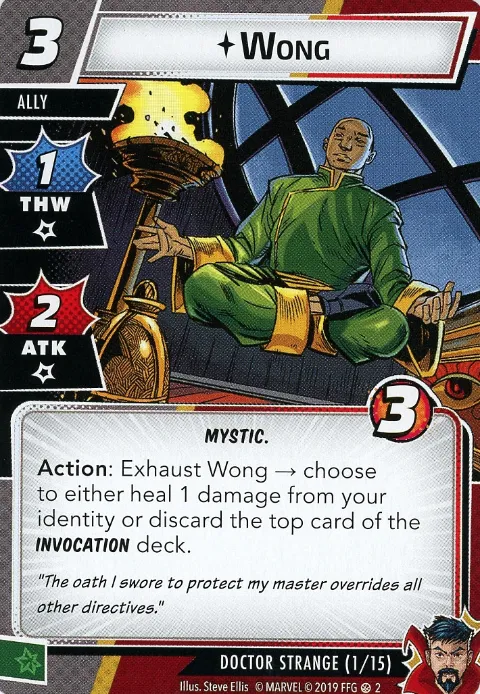 3
Wong
ALLY
1
THW
2
ATK
3
MYSTIC.
Action: Exhaust Wong → choose
to either heal 1 damage from your
identity or discard the top card of the
INVOCATION deck.
"The oath I swore to protect my master overrides all
other directives."
DOCTOR STRANGE (1/15)
Illus. Steve Ellis © MARVEL © 2019 FFG 2